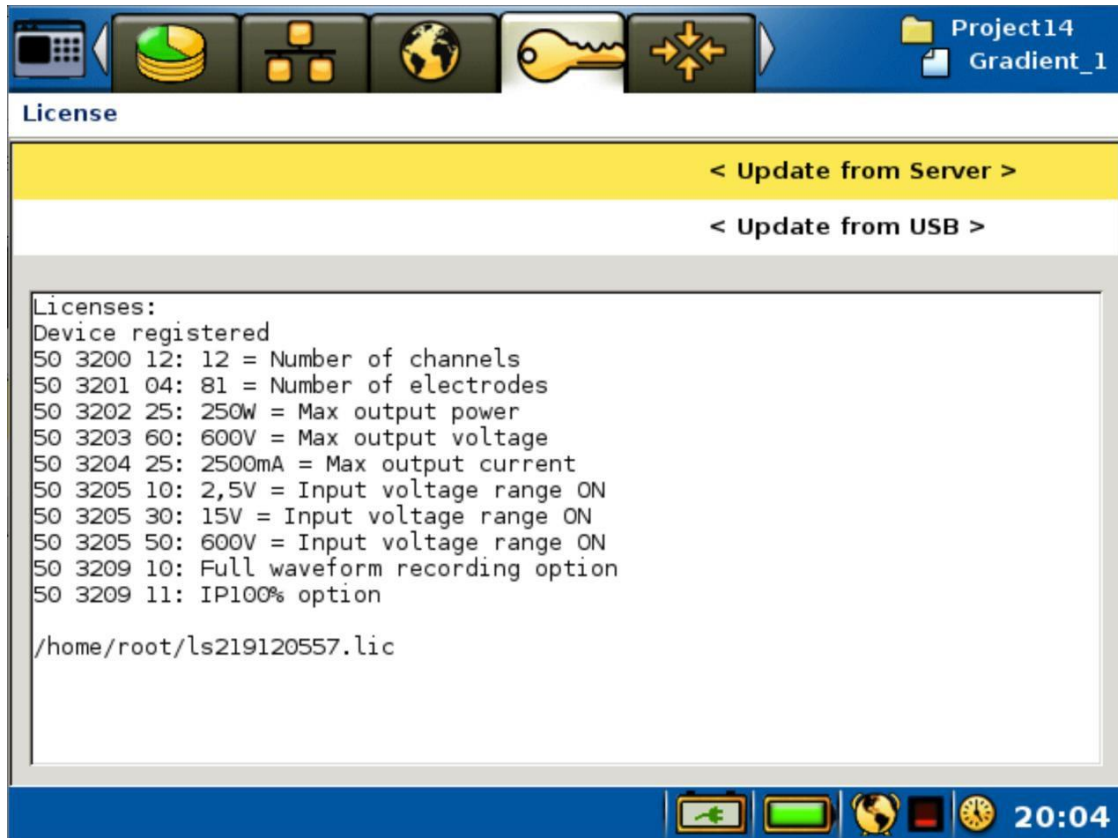 Project14
Gradient_1
License
< Update from Server >
< Update from USB >
Licenses:
Device registered
50 3200 12: 12 = Number of channels
50 3201 04: 81 = Number of electrodes
50 3202 25: 250W = Max output power
50 3203 60: 600V = Max output voltage
50 3204 25: 2500mA = Max output current
50 3205 10: 2,5V = Input voltage range ON
50 3205 30: 15V = Input voltage range ON
50 3205 50: 600V = Input voltage range ON
50 3209 10: Full waveform recording option
50 3209 11: IP100% option
/home/root/ls219120557.lic
20:04